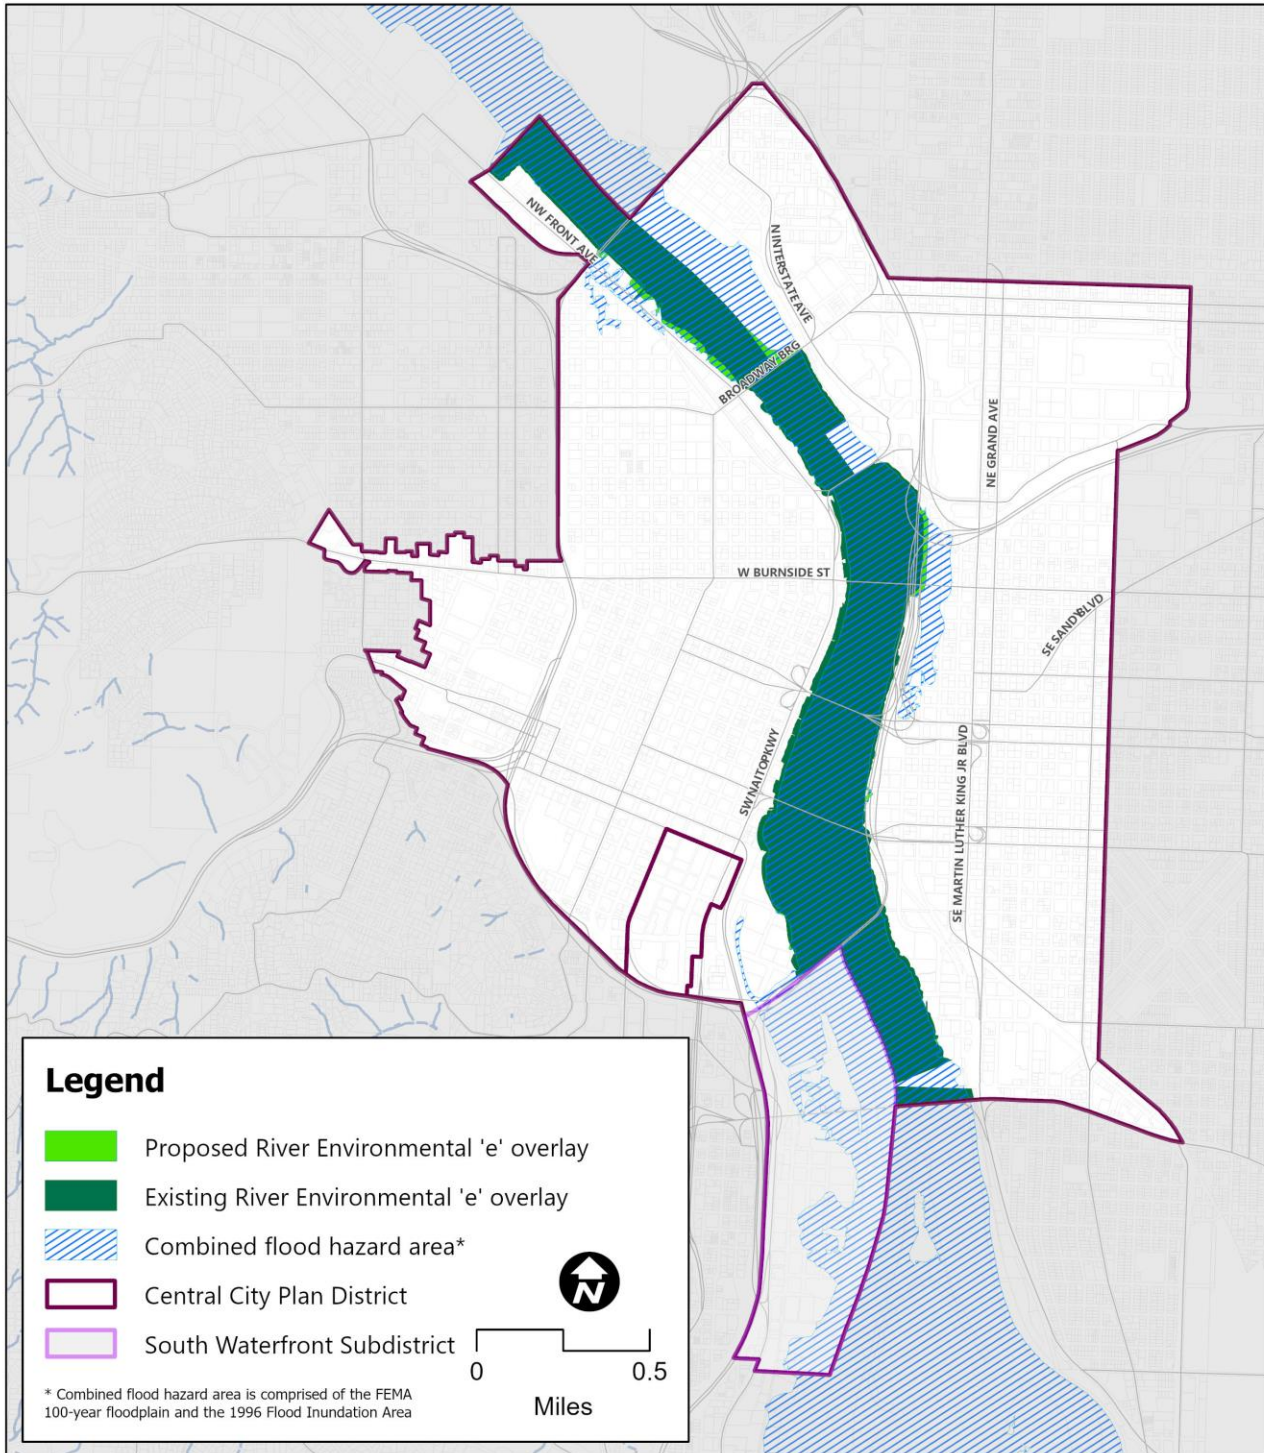 NW FRONT AVE
N INTERSTATE AVE
BROADWAY BRG
NE GRAND AVE
W BURNSIDE ST
SE SANDY BLVD
SW NAITO PKWY
SE MARTIN LUTHER KING JR BLVD
Legend
Proposed River Environmental 'e' overlay
Existing River Environmental 'e' overlay
Combined flood hazard area*
Central City Plan District
South Waterfront Subdistrict
* Combined flood hazard area is comprised of the FEMA
100-year floodplain and the 1996 Flood Inundation Area
N
0 0.5
Miles